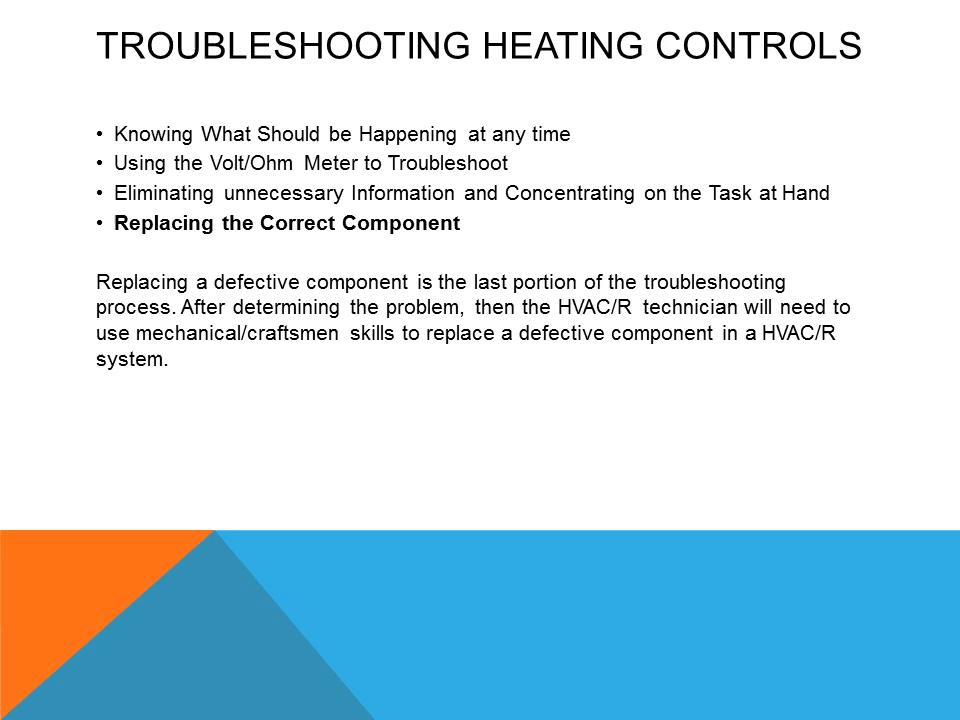 TROUBLESHOOTING HEATING CONTROLS
• Knowing What Should be Happening at any time
• Using the Volt/Ohm Meter to Troubleshoot
• Eliminating unnecessary Information and Concentrating on the Task at Hand
• Replacing the Correct Component
Replacing a defective component is the last portion of the troubleshooting
process. After determining the problem, then the HVAC/R technician will need to
use mechanical/craftsmen skills to replace a defective component in a HVAC/R
system.